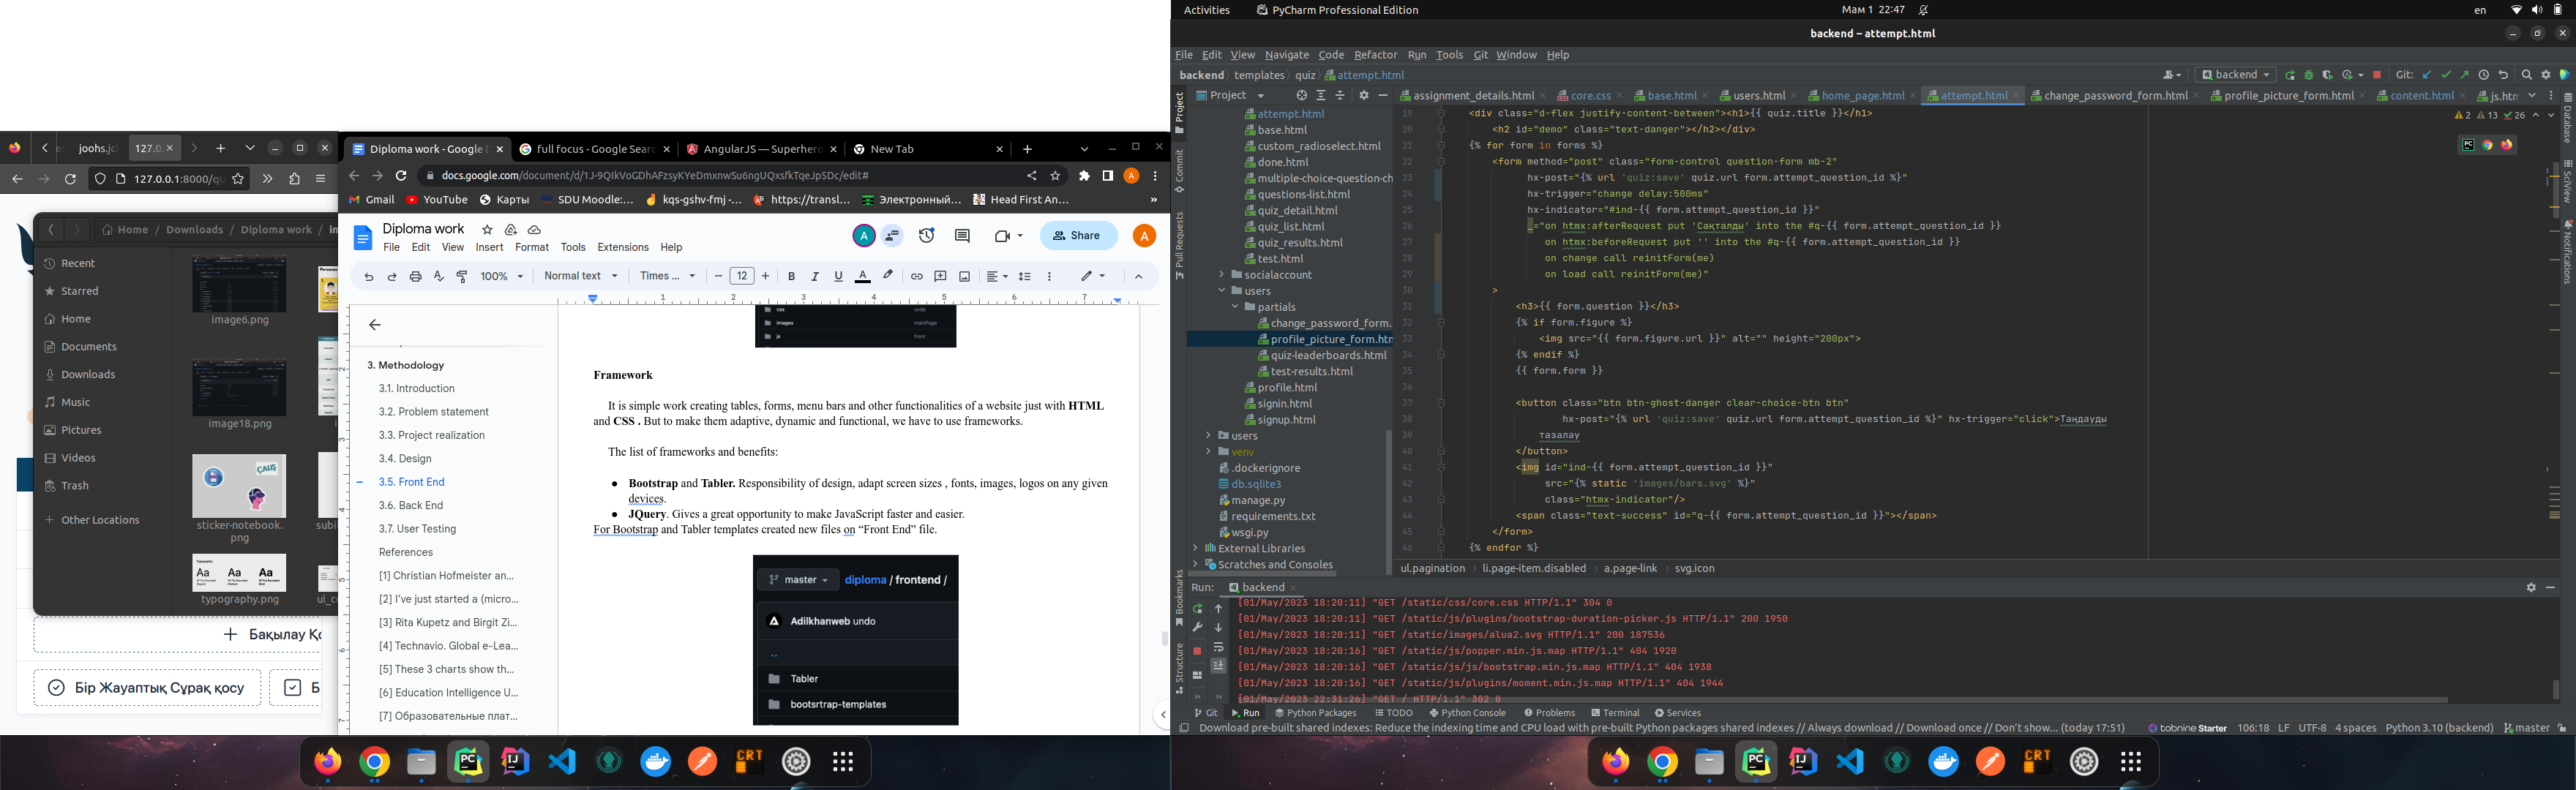 joohs.jcl
127.0.
127.0.0.1:8000/qu
Home / Downloads / Diploma work /
Recent
Starred
Home
Documents
Downloads
Music
Pictures
Videos
Trash
Other Locations
image6.png
image18.png
sticker-notebook.
png
typography.png
Бақылау Қо
Бір Жауаптық Сұрақ қосу
Diploma work - Google D
full focus - Google Searc
AngularJS — Superhero
New Tab
docs.google.com/document/d/1J-9QIkVoGDhAFzsyKYeDmxnwSu6ngUQxsfkTqeJp5Dc/edit#
Gmail
YouTube
Карты
SDU Moodle:...
kqs-gshv-fmj -...
https://transl...
Электронный...
Head First An...
Diploma work
File Edit View Insert Format Tools Extensions Help
Share
100%
Normal text
Times ...
12
3. Methodology
3.1. Introduction
3.2. Problem statement
3.3. Project realization
3.4. Design
3.5. Front End
3.6. Back End
3.7. User Testing
References
[1] Christian Hofmeister an...
[2] I've just started a (micro...
[3] Rita Kupetz and Birgit Zi...
[4] Technavio. Global e-Lea...
[5] These 3 charts show th...
[6] Education Intelligence U...
[7] Образовательные плат...
css undo
images mainPage
js front
Framework
It is simple work creating tables, forms, menu bars and other functionalities of a website just with HTML
and CSS . But to make them adaptive, dynamic and functional, we have to use frameworks.
The list of frameworks and benefits:
● Bootstrap and Tabler. Responsibility of design, adapt screen sizes , fonts, images, logos on any given
devices.
● JQuery. Gives a great opportunity to make JavaScript faster and easier.
For Bootstrap and Tabler templates created new files on “Front End” file.
master diploma / frontend /
Adilkhanweb undo
..
Tabler
bootsrtrap-templates
Activities PyCharm Professional Edition
Мам 1 22:47
en
backend – attempt.html
File Edit View Navigate Code Refactor Run Tools Git Window Help
backend templates quiz attempt.html
backend
Git:
Project
assignment_details.html core.css base.html users.html home_page.html attempt.html change_password_form.html profile_picture_form.html content.html js.htm
attempt.html
base.html
custom_radioselect.html
done.html
multiple-choice-question-ch
questions-list.html
quiz_detail.html
quiz_list.html
quiz_results.html
test.html
socialaccount
users
partials
change_password_form.
profile_picture_form.htm
quiz-leaderboards.html
test-results.html
profile.html
signin.html
signup.html
users
venv
.dockerignore
db.sqlite3
manage.py
requirements.txt
wsgi.py
External Libraries
Scratches and Consoles
2 13 26
19 <div class="d-flex justify-content-between"><h1>{{ quiz.title }}</h1>
20 <h2 id="demo" class="text-danger"></h2></div>
21 {% for form in forms %}
22 <form method="post" class="form-control question-form mb-2"
23 hx-post="{% url 'quiz:save' quiz.url form.attempt_question_id %}"
24 hx-trigger="change delay:500ms"
25 hx-indicator="#ind-{{ form.attempt_question_id }}"
26 _="on htmx:afterRequest put 'Сақталды' into the #q-{{ form.attempt_question_id }}
27 on htmx:beforeRequest put '' into the #q-{{ form.attempt_question_id }}
28 on change call reinitForm(me)
29 on load call reinitForm(me)"
30 >
31 <h3>{{ form.question }}</h3>
32 {% if form.figure %}
33 <img src="{{ form.figure.url }}" alt="" height="200px">
34 {% endif %}
35 {{ form.form }}
36
37 <button class="btn btn-ghost-danger clear-choice-btn btn"
38 hx-post="{% url 'quiz:save' quiz.url form.attempt_question_id %}" hx-trigger="click">Таңдауды
39 тазалау
40 </button>
41 <img id="ind-{{ form.attempt_question_id }}"
42 src="{% static 'images/bars.svg' %}"
43 class="htmx-indicator"/>
44 <span class="text-success" id="q-{{ form.attempt_question_id }}"></span>
45 </form>
46 {% endfor %}
ul.pagination li.page-item.disabled a.page-link svg.icon
Run: backend
[01/May/2023 18:20:11] "GET /static/css/core.css HTTP/1.1" 304 0
[01/May/2023 18:20:11] "GET /static/js/plugins/bootstrap-duration-picker.js HTTP/1.1" 200 1950
[01/May/2023 18:20:11] "GET /static/images/alua2.svg HTTP/1.1" 200 187536
[01/May/2023 18:20:16] "GET /static/js/popper.min.js.map HTTP/1.1" 404 1920
[01/May/2023 18:20:16] "GET /static/js/js/bootstrap.min.js.map HTTP/1.1" 404 1938
[01/May/2023 18:20:16] "GET /static/js/plugins/moment.min.js.map HTTP/1.1" 404 1944
[01/May/2023 22:31:26] "GET / HTTP/1.1" 302 0
Git Run Python Packages TODO Python Console Problems Terminal Services
Download pre-built shared indexes: Reduce the indexing time and CPU load with pre-built Python packages shared indexes // Always download // Download once // Don't show... (today 17:51)
tabnine Starter 106:18 LF UTF-8 4 spaces Python 3.10 (backend) master
Project
Commit
Pull Requests
Bookmarks
Structure
Database
SciView
Notifications